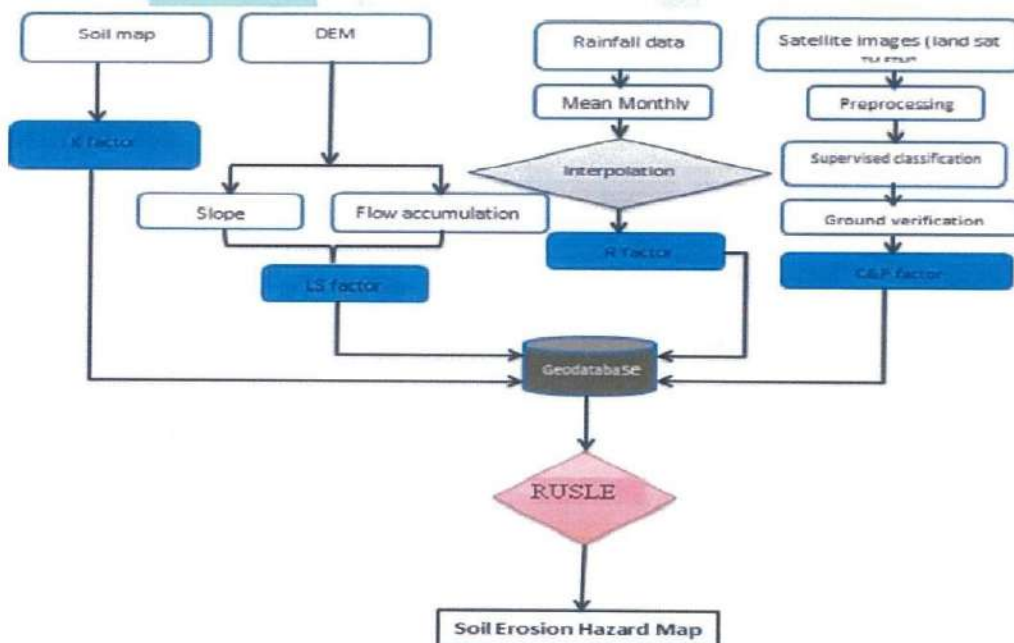 Soil map
DEM
Rainfall data
Satellite images (land sat
Mean Monthly
Preprocessing
K factor
Interpolation
Supervised classification
Slope
Flow accumulation
Ground verification
R factor
LS factor
C&P factor
Geodatabase
RUSLE
Soil Erosion Hazard Map